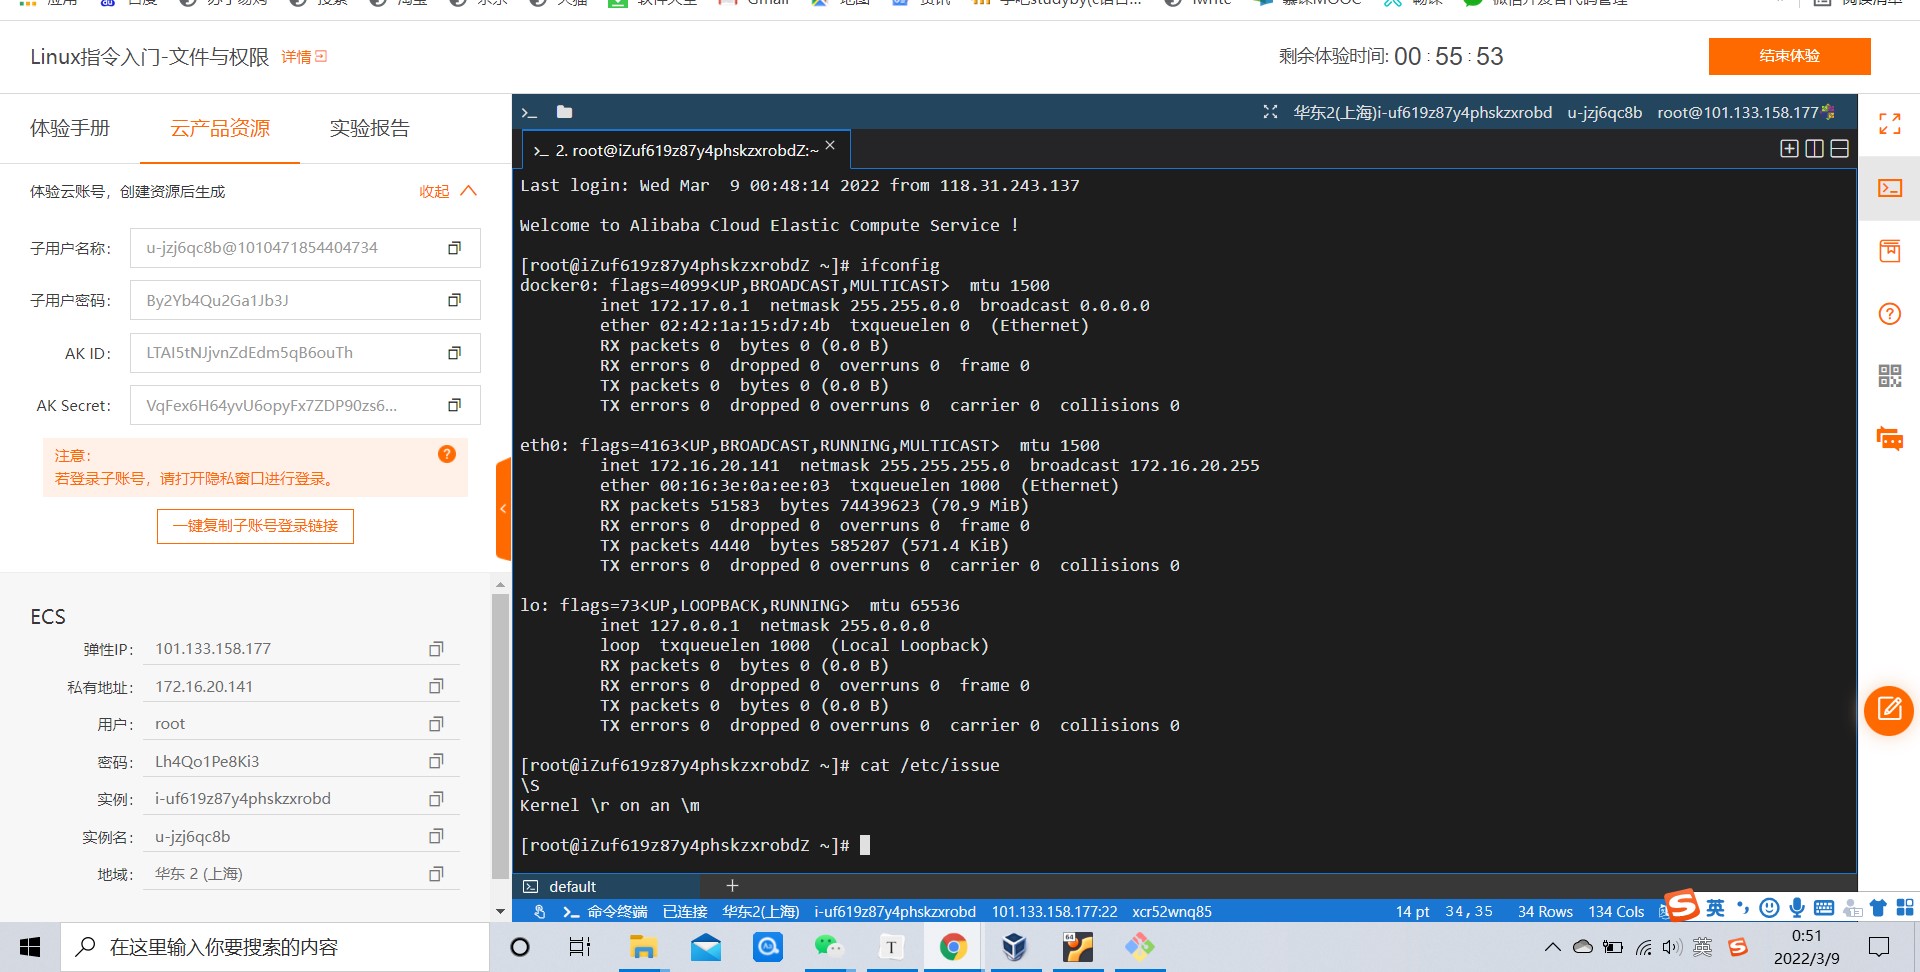 Linux指令入门-文件与权限 详情
剩余体验时间: 00 : 55 : 53
结束体验
体验手册 云产品资源 实验报告
体验云账号，创建资源后生成 收起
子用户名称: u-jzj6qc8b@1010471854404734
子用户密码: By2Yb4Qu2Ga1Jb3J
AK ID: LTAI5tNJjvnZdEdm5qB6ouTh
AK Secret: VqFex6H64yvU6opyFx7ZDP90zs6...
注意:
若登录子账号，请打开隐私窗口进行登录。
一键复制子账号登录链接
ECS
弹性IP: 101.133.158.177
私有地址: 172.16.20.141
用户: root
密码: Lh4Qo1Pe8Ki3
实例: i-uf619z87y4phskzxrobd
实例名: u-jzj6qc8b
地域: 华东 2 (上海)
华东2(上海)i-uf619z87y4phskzxrobd u-jzj6qc8b root@101.133.158.177
2. root@iZuf619z87y4phskzxrobdZ:~ ×
Last login: Wed Mar  9 00:48:14 2022 from 118.31.243.137
Welcome to Alibaba Cloud Elastic Compute Service !
[root@iZuf619z87y4phskzxrobdZ ~]# ifconfig
docker0: flags=4099<UP,BROADCAST,MULTICAST>  mtu 1500
inet 172.17.0.1  netmask 255.255.0.0  broadcast 0.0.0.0
ether 02:42:1a:15:d7:4b  txqueuelen 0  (Ethernet)
RX packets 0  bytes 0 (0.0 B)
RX errors 0  dropped 0  overruns 0  frame 0
TX packets 0  bytes 0 (0.0 B)
TX errors 0  dropped 0 overruns 0  carrier 0  collisions 0
eth0: flags=4163<UP,BROADCAST,RUNNING,MULTICAST>  mtu 1500
inet 172.16.20.141  netmask 255.255.255.0  broadcast 172.16.20.255
ether 00:16:3e:0a:ee:03  txqueuelen 1000  (Ethernet)
RX packets 51583  bytes 74439623 (70.9 MiB)
RX errors 0  dropped 0  overruns 0  frame 0
TX packets 4440  bytes 585207 (571.4 KiB)
TX errors 0  dropped 0 overruns 0  carrier 0  collisions 0
lo: flags=73<UP,LOOPBACK,RUNNING>  mtu 65536
inet 127.0.0.1  netmask 255.0.0.0
loop  txqueuelen 1000  (Local Loopback)
RX packets 0  bytes 0 (0.0 B)
RX errors 0  dropped 0  overruns 0  frame 0
TX packets 0  bytes 0 (0.0 B)
TX errors 0  dropped 0 overruns 0  carrier 0  collisions 0
[root@iZuf619z87y4phskzxrobdZ ~]# cat /etc/issue
\S
Kernel \r on an \m
[root@iZuf619z87y4phskzxrobdZ ~]#
default
命令终端 已连接 华东2(上海) i-uf619z87y4phskzxrobd 101.133.158.177:22 xcr52wnq85 14 pt 34,35 34 Rows 134 Cols
英
在这里输入你要搜索的内容
英
0:51
2022/3/9